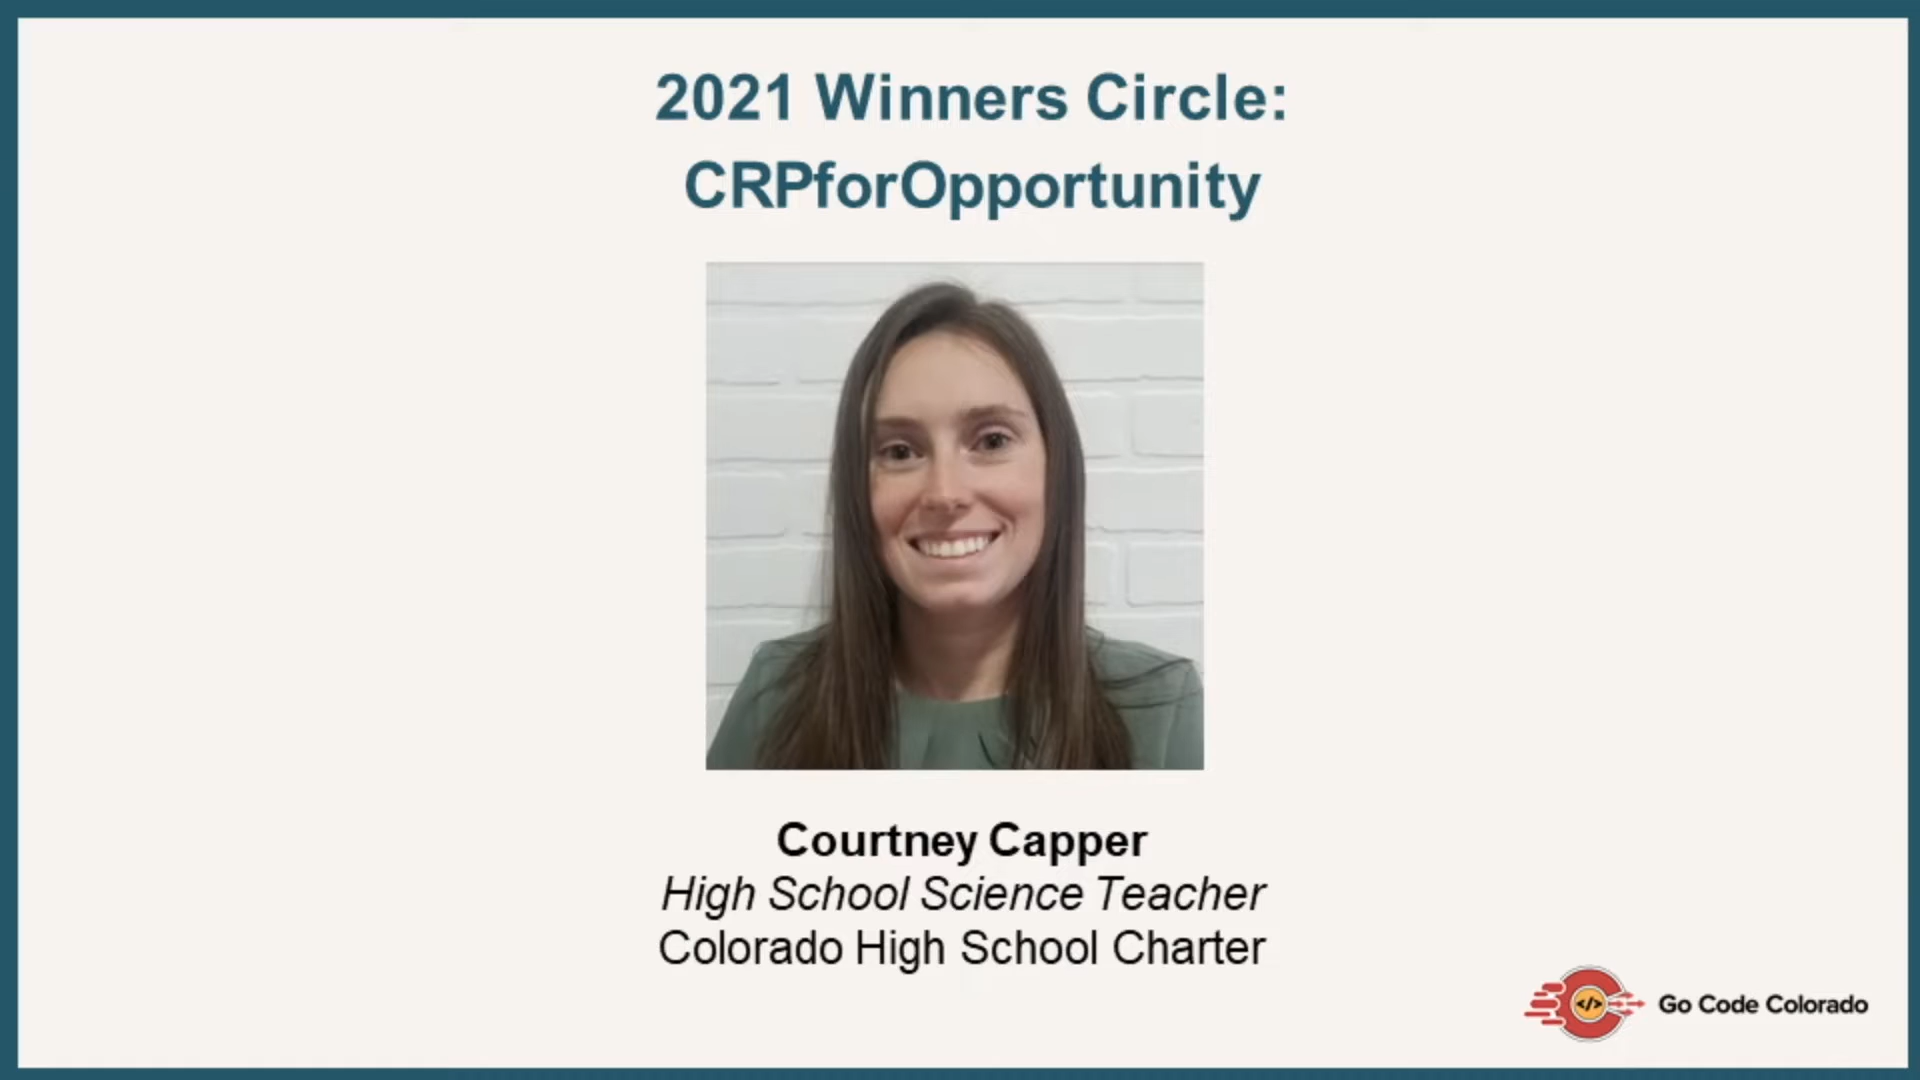 2021 Winners Circle:
CRPforOpportunity
Courtney Capper
High School Science Teacher
Colorado High School Charter
</> Go Code Colorado